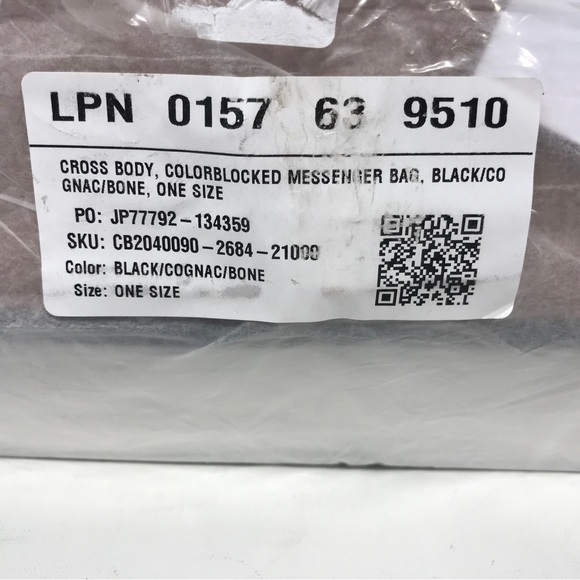 LPN 0157 63 9510
CROSS BODY, COLORBLOCKED MESSENGER BAG, BLACK/CO
GNAC/BONE, ONE SIZE
PO: JP77792-134359
SKU: CB2040090-2684-21000
Color: BLACK/COGNAC/BONE
Size: ONE SIZE